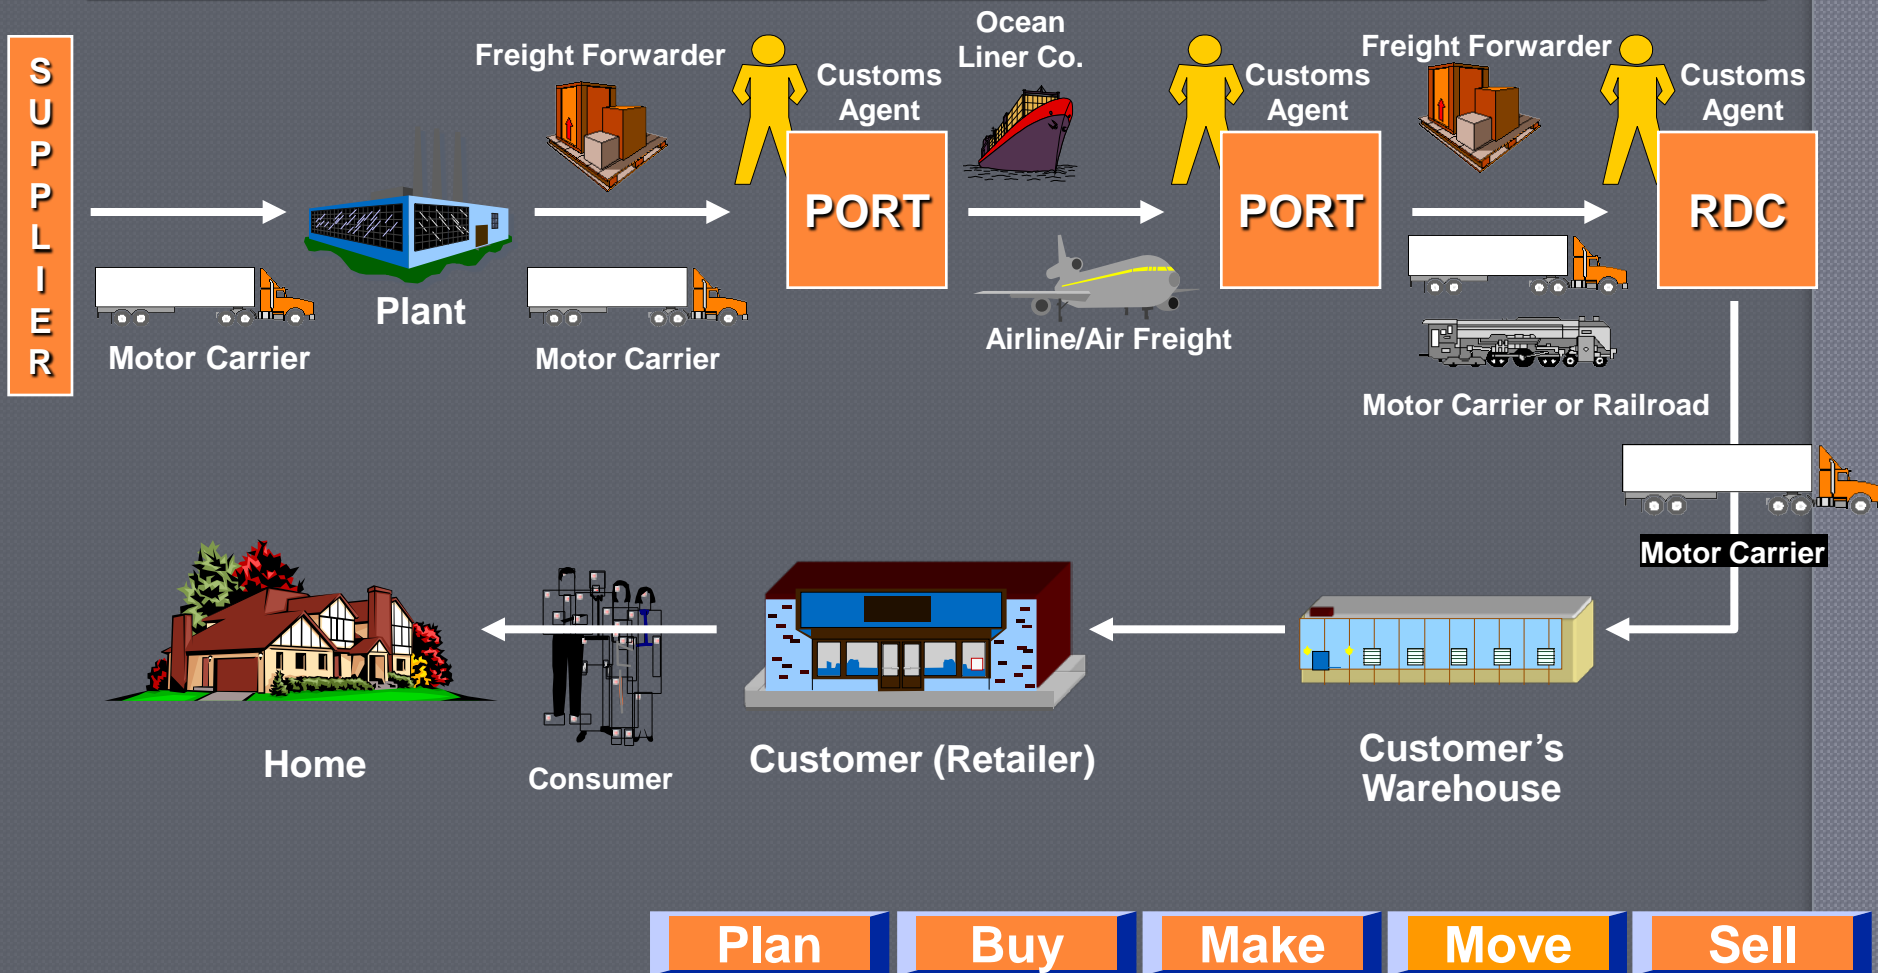 SUPPLIER
Freight Forwarder
Customs
Agent
Ocean
Liner Co.
Customs
Agent
Freight Forwarder
Customs
Agent
PORT
PORT
RDC
Plant
Motor Carrier
Motor Carrier
Airline/Air Freight
Motor Carrier or Railroad
Motor Carrier
Home
Consumer
Customer (Retailer)
Customer’s
Warehouse
Plan
Buy
Make
Move
Sell